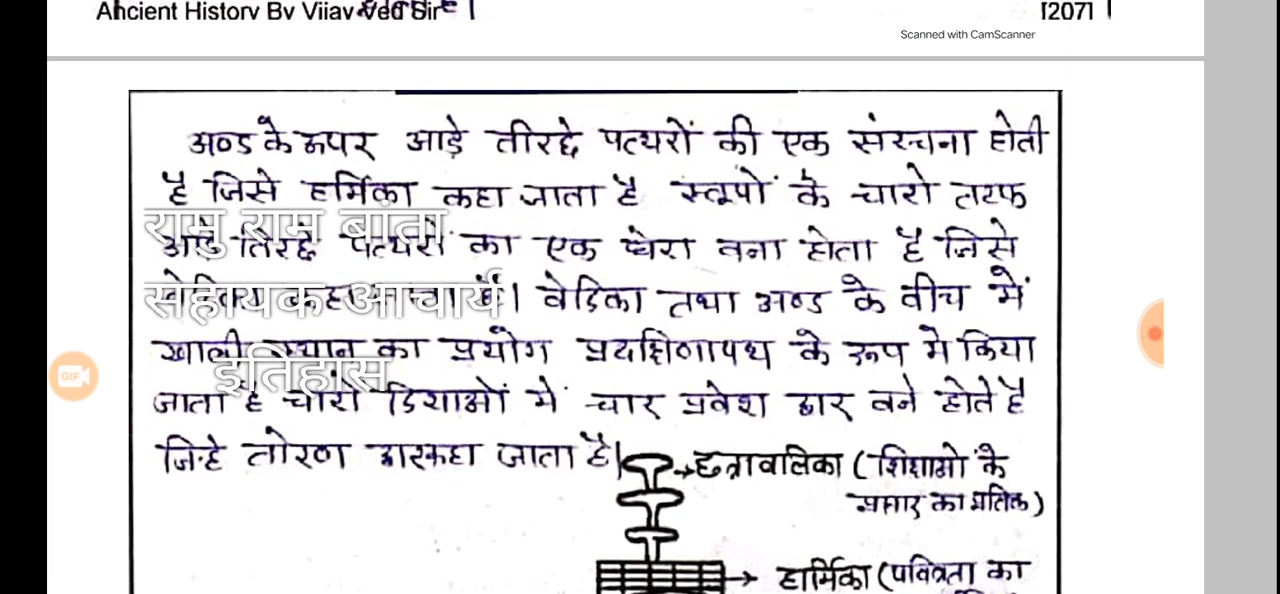 Ancient History By Vijay Ved Sir [207]
Scanned with CamScanner
अण्ड के ऊपर आड़े तीरछे पत्थरों की एक संरचना होती
है जिसे हर्मिका कहा जाता है स्तूपों के चारो तरफ
राम राम बांता
आड़े तिरछे पत्थरों का एक घेरा बना होता है जिसे
सहायक आचार्य
वेदिका तथा अण्ड के बीच में
खाली स्थान का प्रयोग प्रदक्षिणापथ के रूप मे किया
इतिहास
जाता है चारो दिशाओं में चार प्रवेश द्वार बने होते है
जिन्हे तोरण द्वार कहा जाता है।
→छत्रावलिका (शिक्षाओ के
प्रसार का प्रतिक)
→ हार्मिका (पवित्रता का
GIF